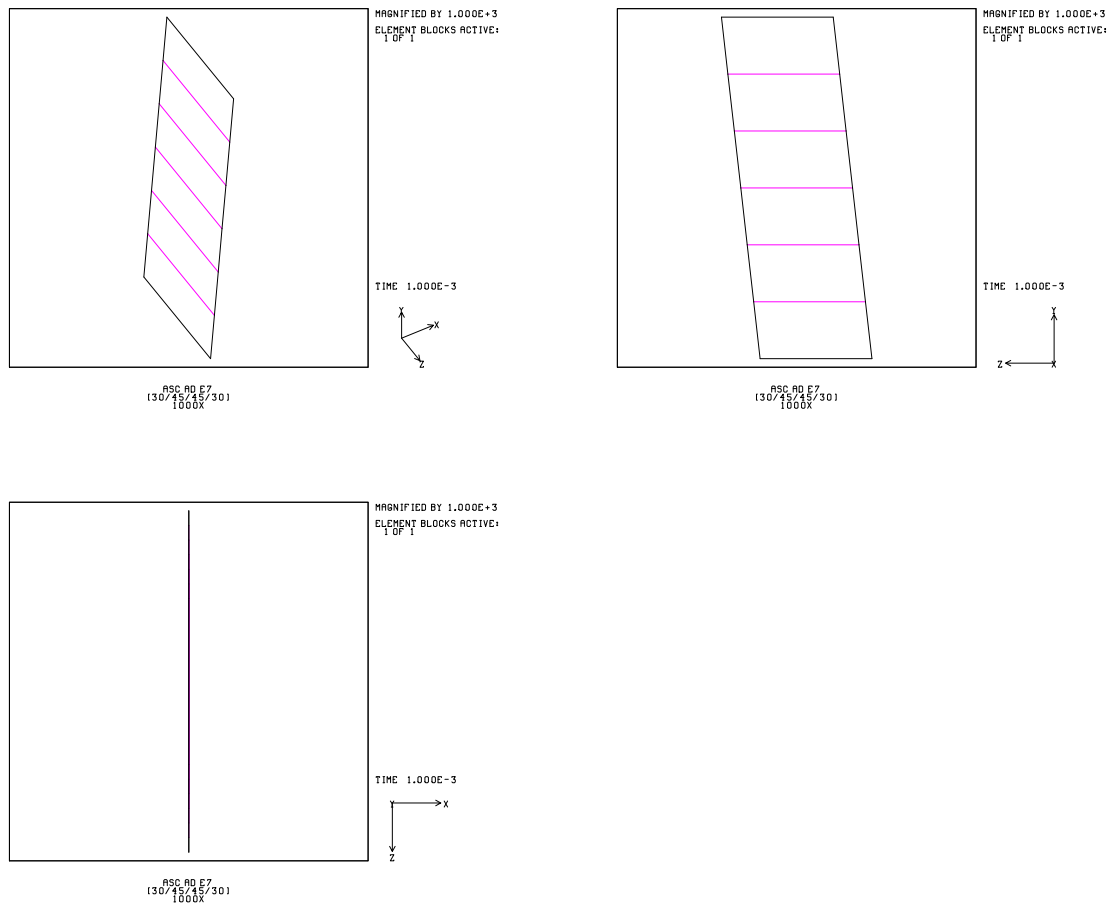 MAGNIFIED BY 1.000E+3
ELEMENT BLOCKS ACTIVE:
1 OF 1
TIME 1.000E-3
Y
X
Z
ASC AD E7
[30/45/45/30]
1000X
MAGNIFIED BY 1.000E+3
ELEMENT BLOCKS ACTIVE:
1 OF 1
TIME 1.000E-3
Y
Z X
ASC AD E7
[30/45/45/30]
1000X
MAGNIFIED BY 1.000E+3
ELEMENT BLOCKS ACTIVE:
1 OF 1
TIME 1.000E-3
Y X
Z
ASC AD E7
[30/45/45/30]
1000X